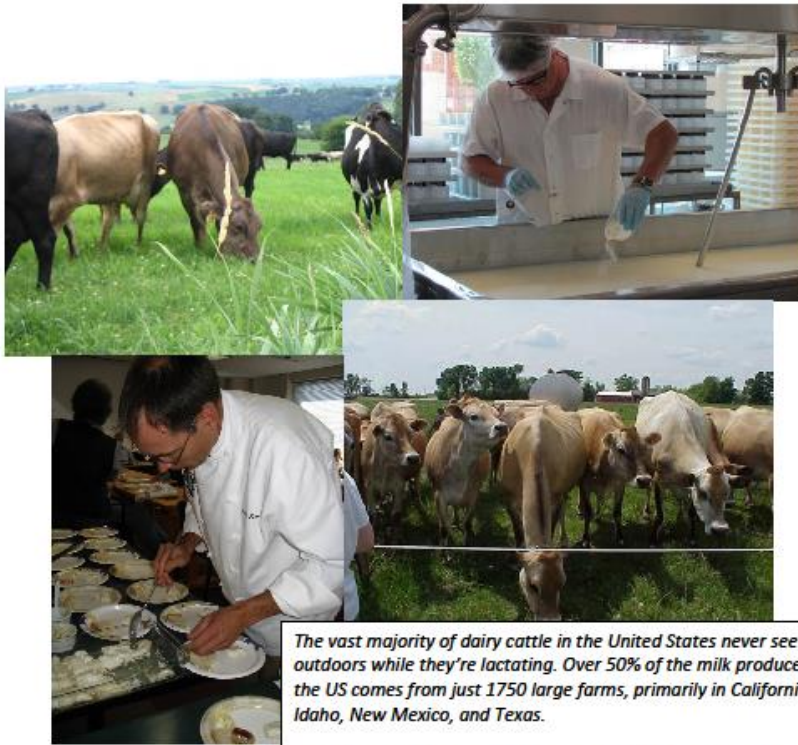 The vast majority of dairy cattle in the United States never see
outdoors while they're lactating. Over 50% of the milk produce
the US comes from just 1750 large farms, primarily in Californi
Idaho, New Mexico, and Texas.